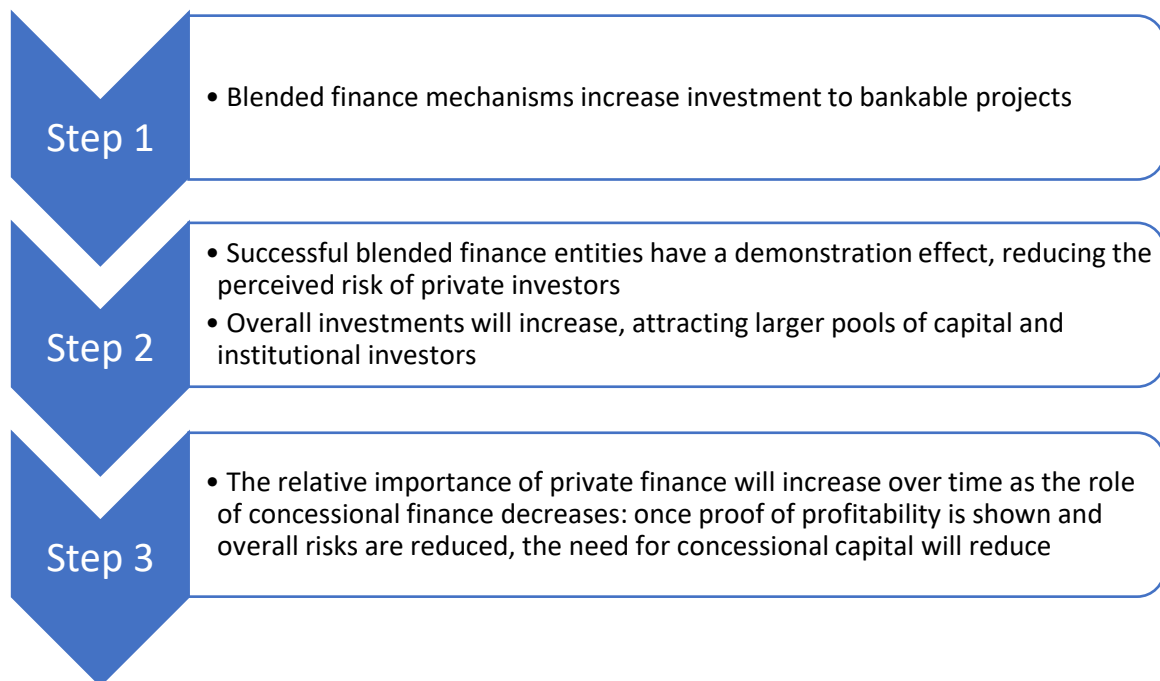 Step 1
• Blended finance mechanisms increase investment to bankable projects
Step 2
• Successful blended finance entities have a demonstration effect, reducing the
perceived risk of private investors
• Overall investments will increase, attracting larger pools of capital and
institutional investors
Step 3
• The relative importance of private finance will increase over time as the role
of concessional finance decreases: once proof of profitability is shown and
overall risks are reduced, the need for concessional capital will reduce